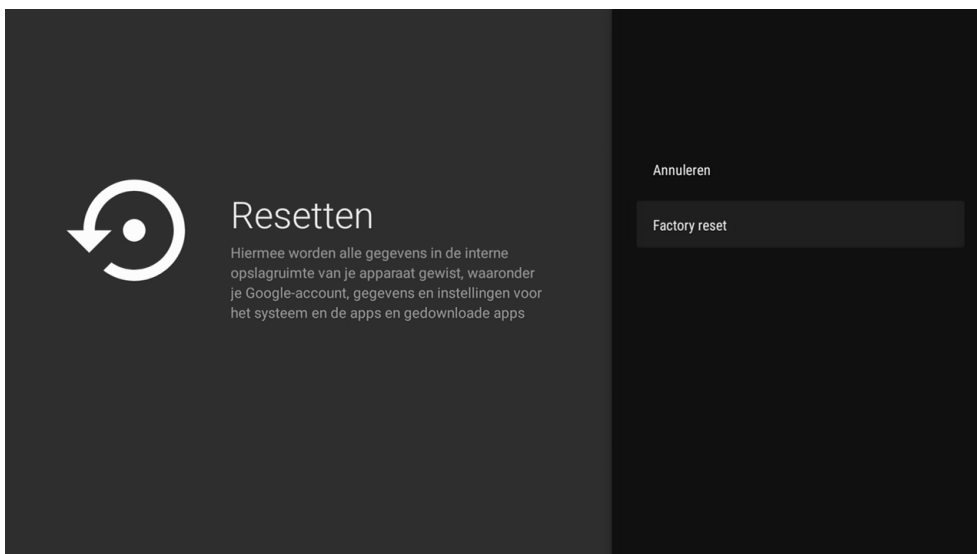 Resetten
Hiermee worden alle gegevens in de interne
opslagruimte van je apparaat gewist, waaronder
je Google-account, gegevens en instellingen voor
het systeem en de apps en gedownloade apps
Annuleren
Factory reset